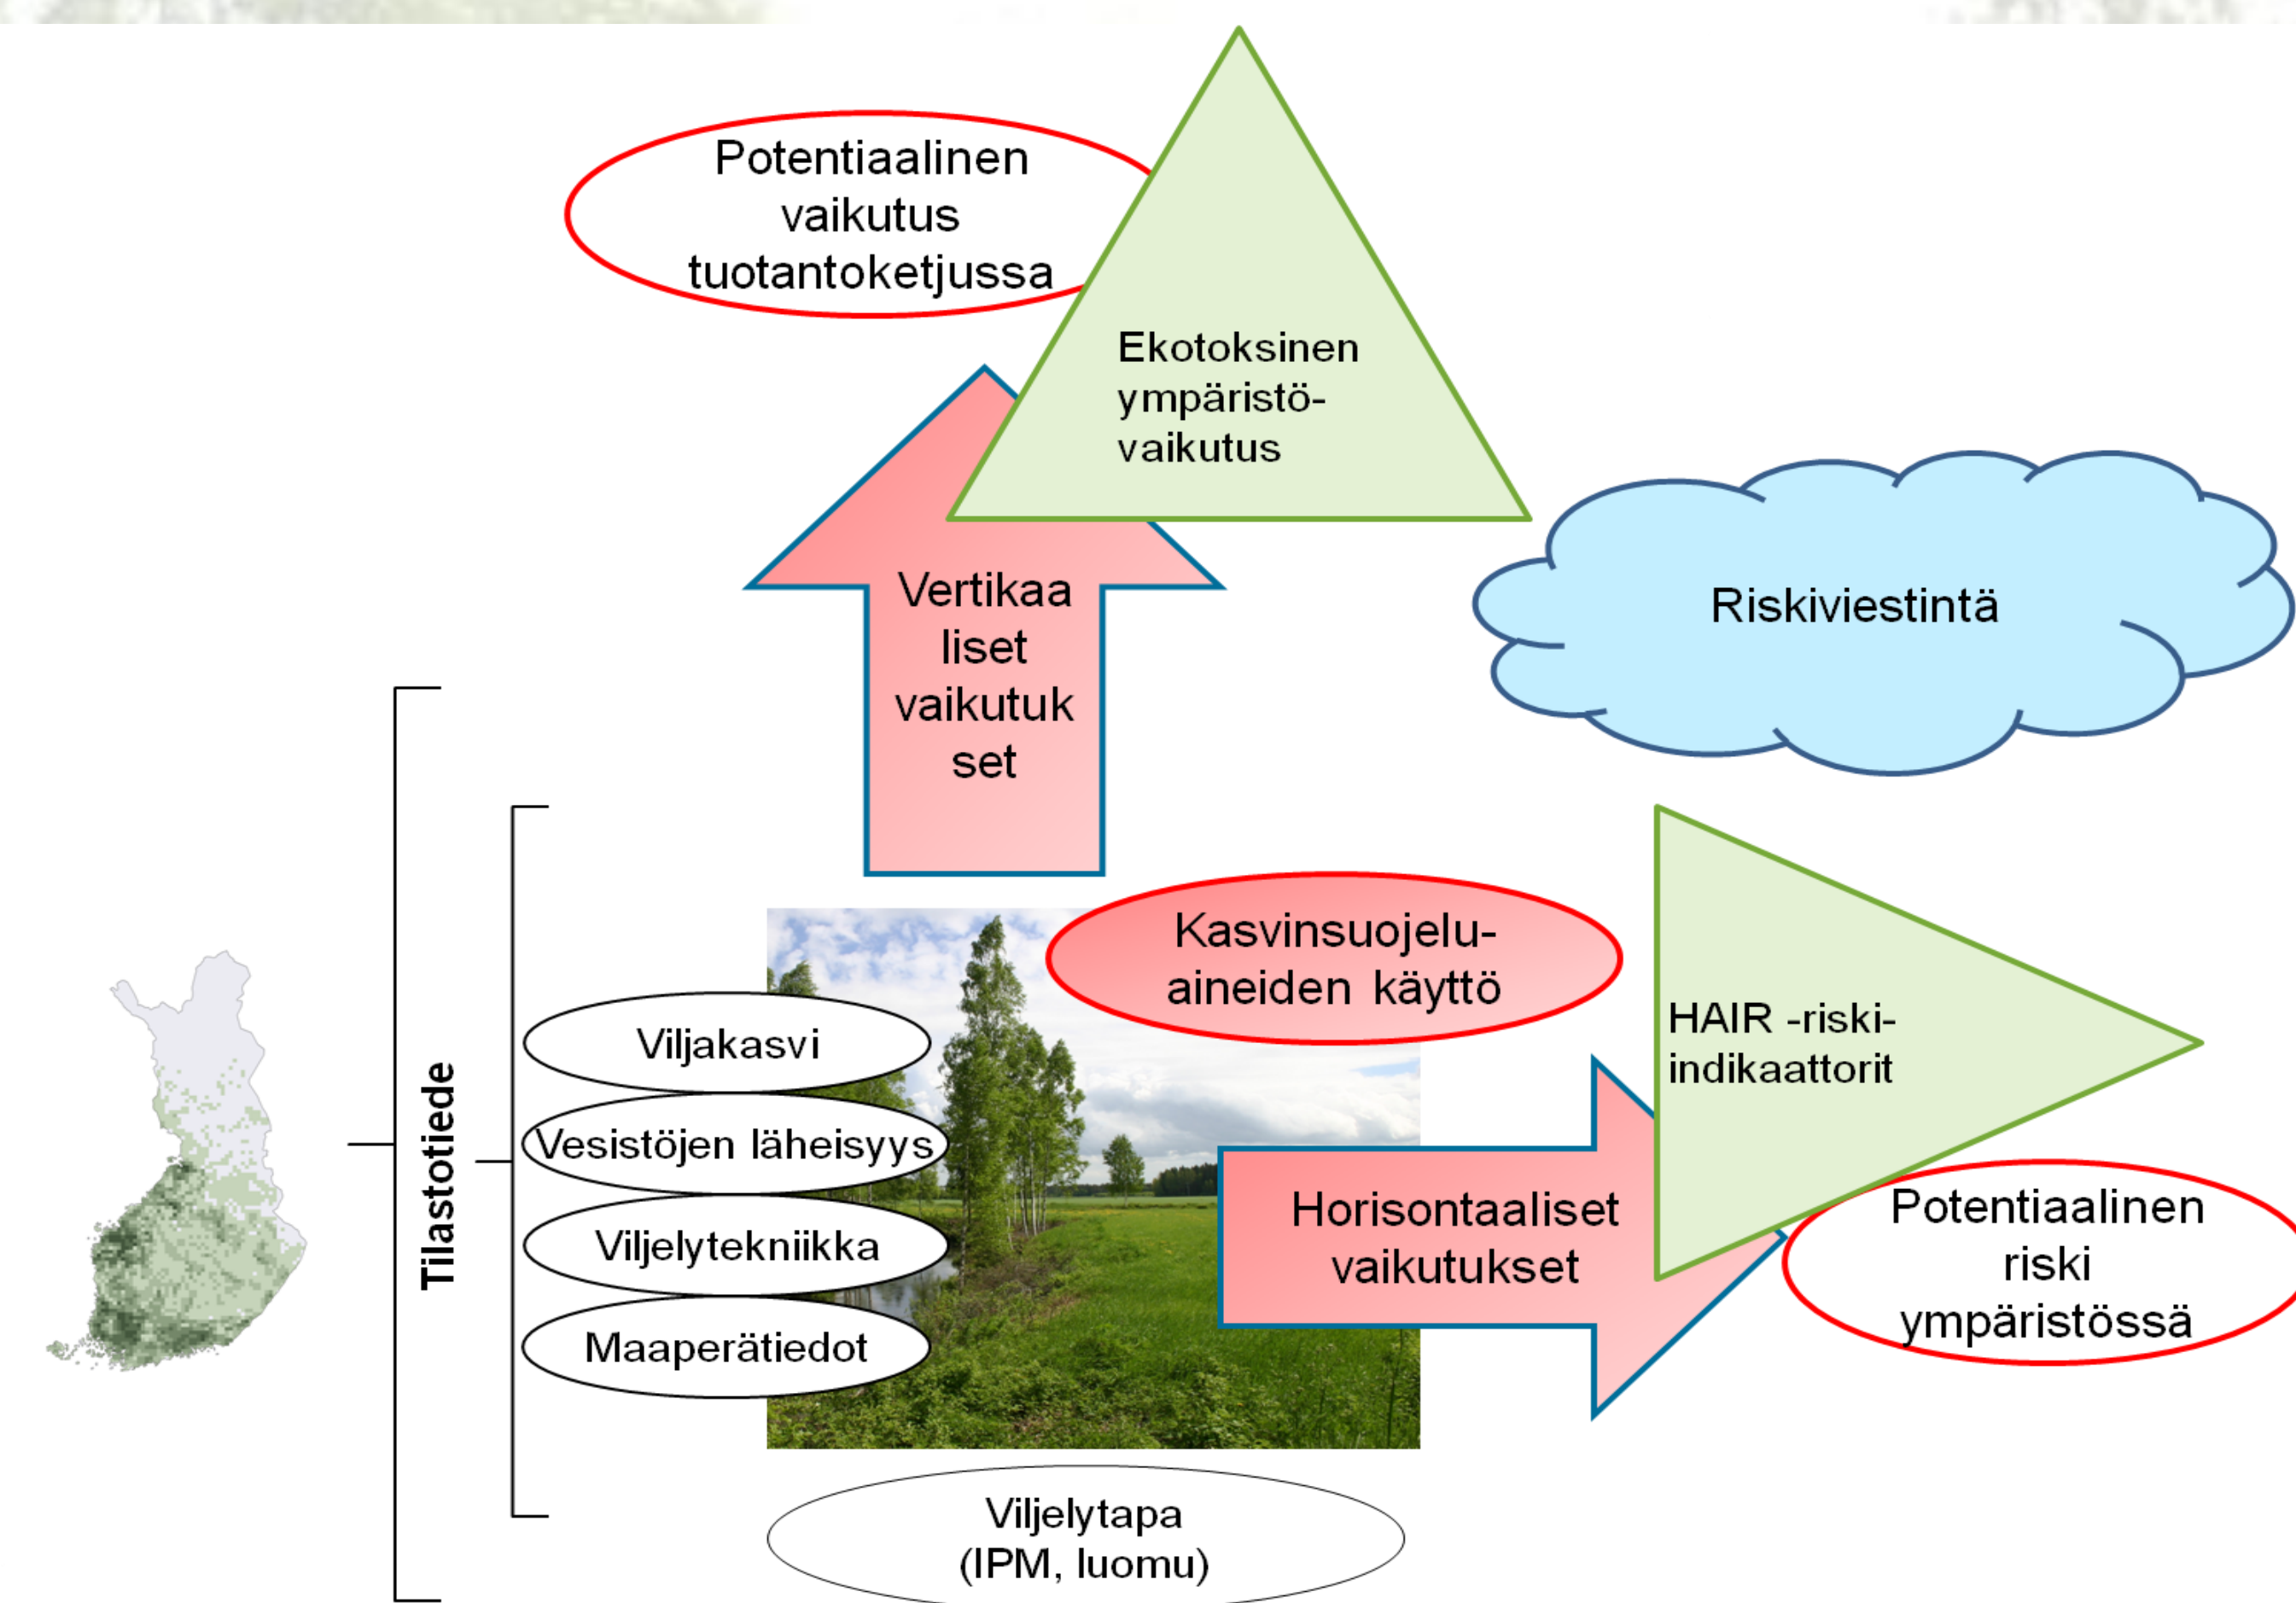 Potentiaalinen
vaikutus
tuotantoketjussa
Ekotoksinen
ympäristö-
vaikutus
Vertikaa
liset
vaikutuk
set
Riskiviestintä
Kasvinsuojelu-
aineiden käyttö
HAIR -riski-
indikaattorit
Tilastotiede
Viljakasvi
Vesistöjen läheisyys
Viljelytekniikka
Maaperätiedot
Horisontaaliset
vaikutukset
Potentiaalinen
riski
ympäristössä
Viljelytapa
(IPM, luomu)